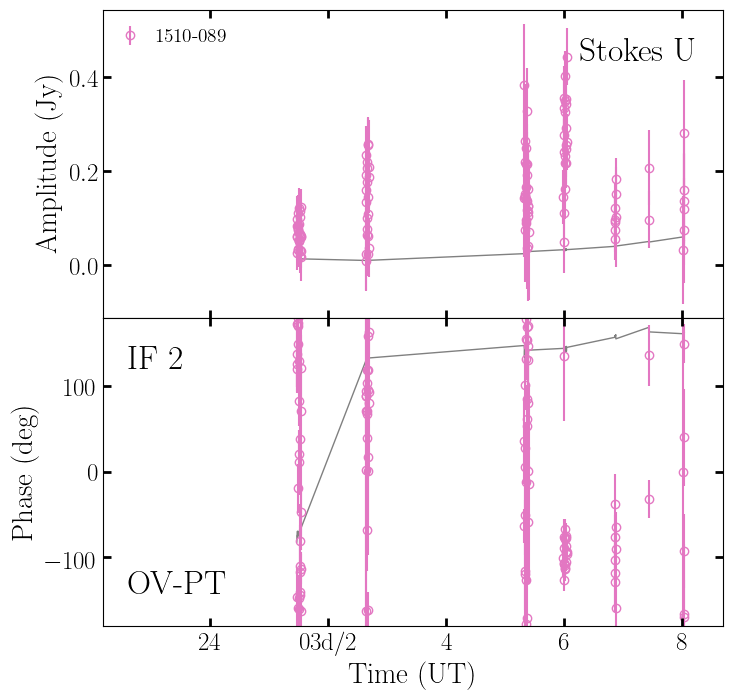 1510-089
Stokes U
0.4
0.2
0.0
Amplitude (Jy)
IF 2
100
0
−100
Phase (deg)
OV-PT
24 03d/2 4 6 8
Time (UT)